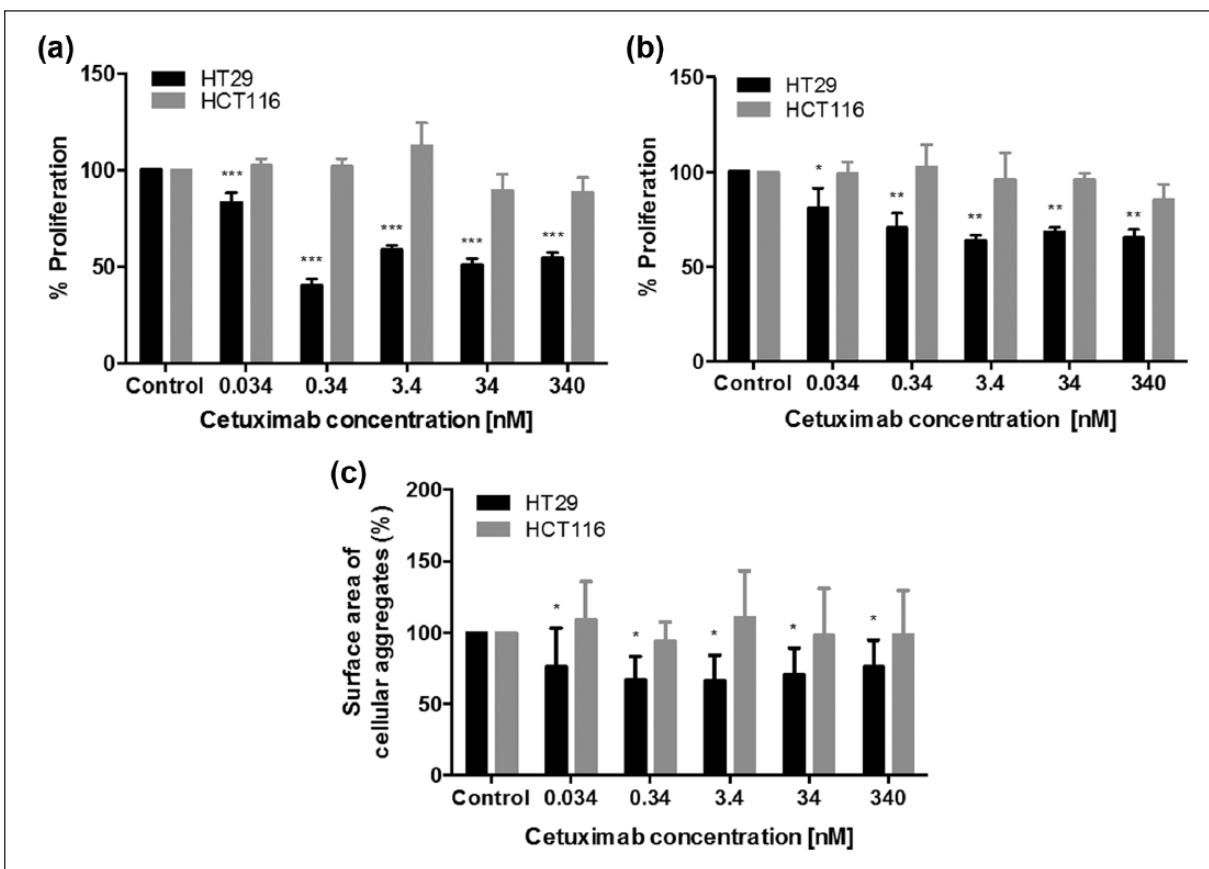 (a)
150
HT29
HCT116
100
50
0
% Proliferation
***
***
***
***
***
Control 0.034 0.34 3.4 34 340
Cetuximab concentration [nM]
(b)
150
HT29
HCT116
100
50
0
% Proliferation
*
**
**
**
**
Control 0.034 0.34 3.4 34 340
Cetuximab concentration [nM]
(c)
200
HT29
HCT116
150
100
50
0
Surface area of
cellular aggregates (%)
*
*
*
*
*
Control 0.034 0.34 3.4 34 340
Cetuximab concentration [nM]